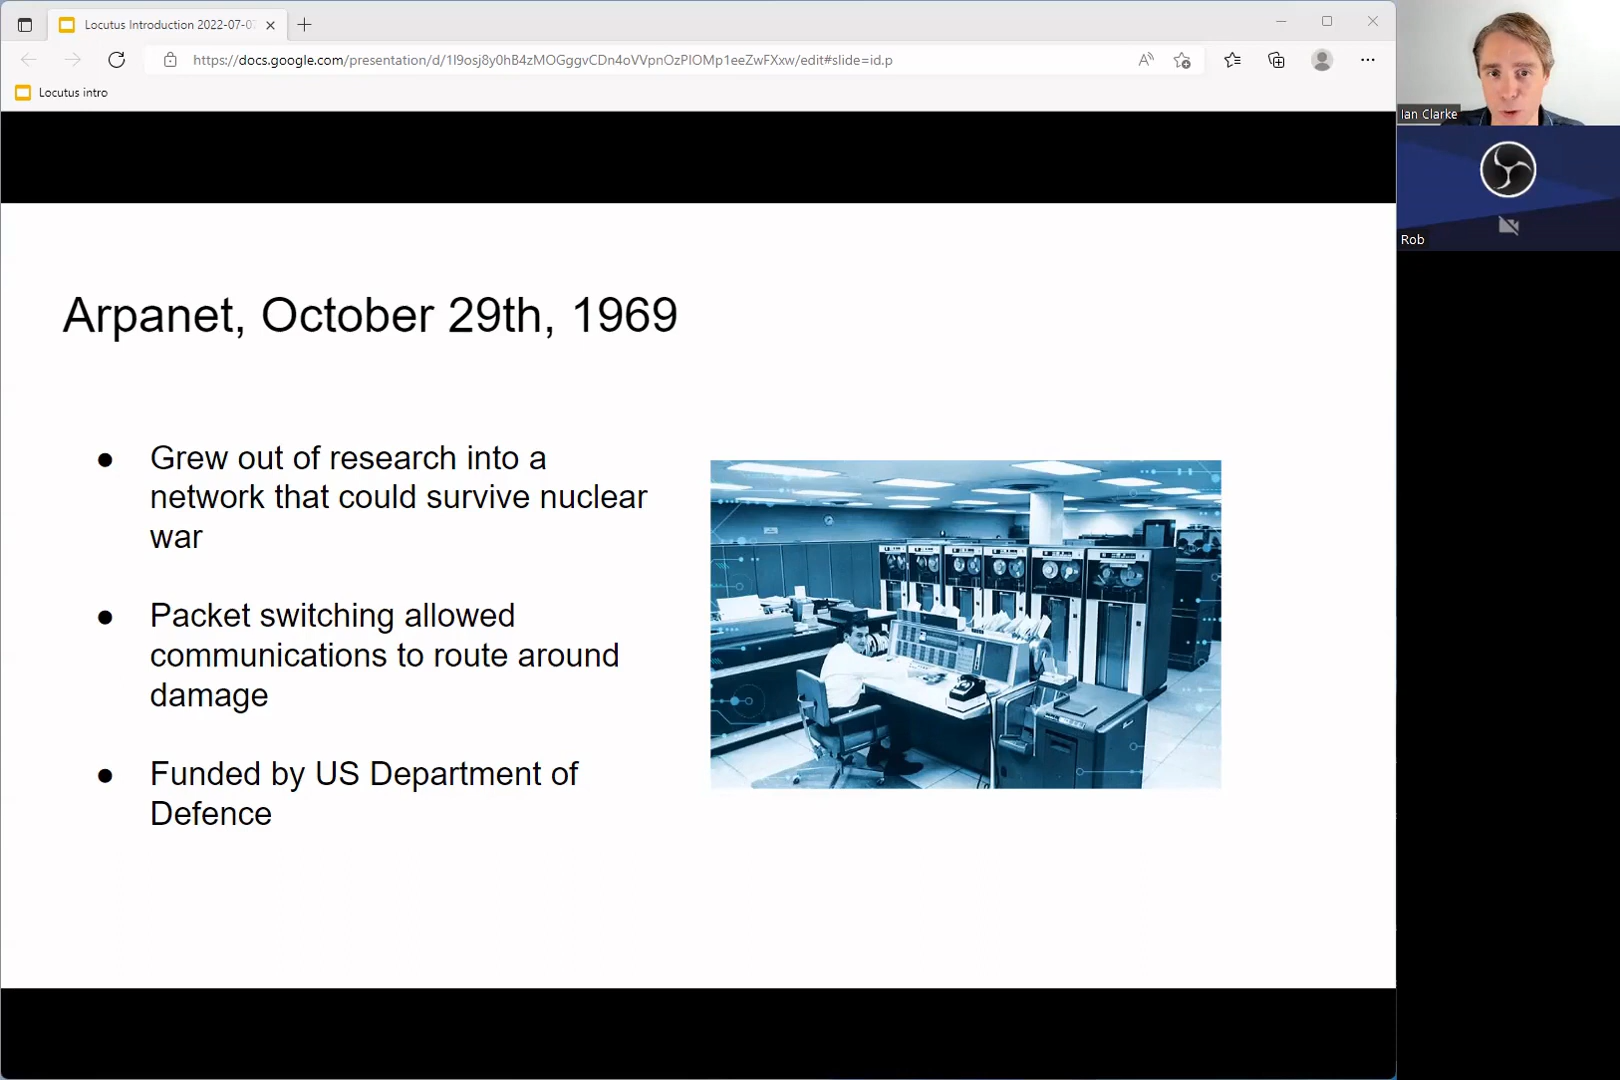 Locutus Introduction 2022-07-0
https://docs.google.com/presentation/d/1l9osj8y0hB4zMOGggvCDn4oVVpnOzPlOMp1eeZwFXxw/edit#slide=id.p
Locutus intro
Ian Clarke
Rob
Arpanet, October 29th, 1969
● Grew out of research into a
network that could survive nuclear
war
● Packet switching allowed
communications to route around
damage
● Funded by US Department of
Defence